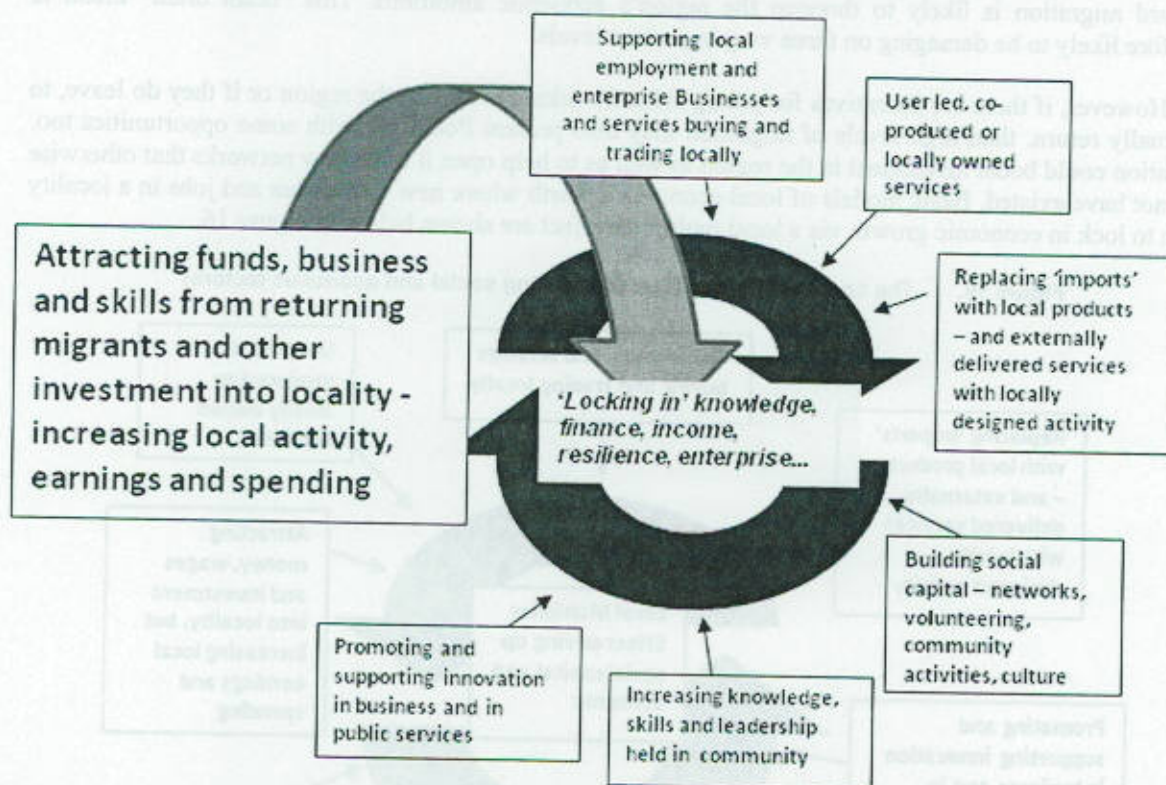 Supporting local
employment and
enterprise Businesses
and services buying and
trading locally
User led, co-
produced or
locally owned
services
Attracting funds, business
and skills from returning
migrants and other
investment into locality -
increasing local activity,
earnings and spending
Replacing 'imports'
with local products
– and externally
delivered services
with locally
designed activity
'Locking in' knowledge,
finance, income,
resilience, enterprise...
Building social
capital – networks,
volunteering,
community
activities, culture
Promoting and
supporting innovation
in business and in
public services
Increasing knowledge,
skills and leadership
held in community